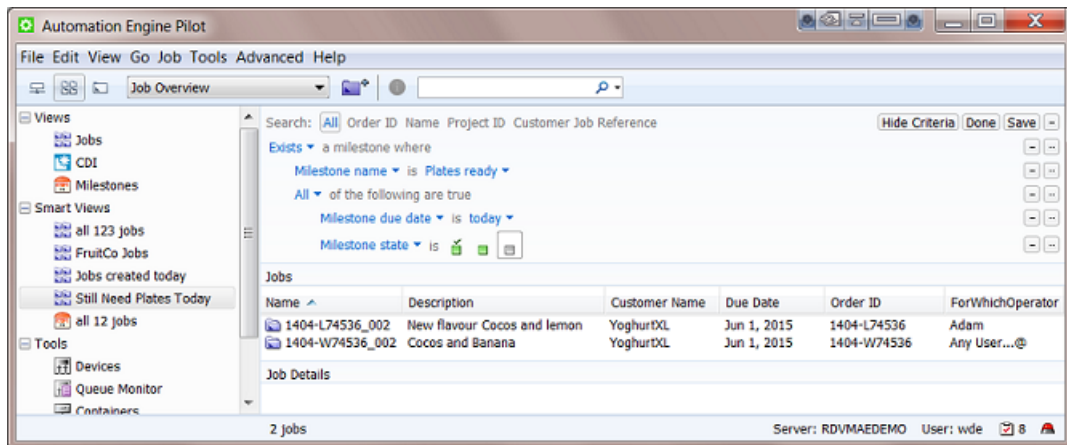 Automation Engine Pilot
File Edit View Go Job Tools Advanced Help
Job Overview
Views
Jobs
CDI
Milestones
Smart Views
all 123 jobs
FruitCo Jobs
Jobs created today
Still Need Plates Today
all 12 jobs
Tools
Devices
Queue Monitor
Containers
Search: All Order ID Name Project ID Customer Job Reference Hide Criteria Done Save
Exists a milestone where
Milestone name is Plates ready
All of the following are true
Milestone due date is today
Milestone state is
Jobs
Name Description Customer Name Due Date Order ID ForWhichOperator
1404-L74536_002 New flavour Cocos and lemon YoghurtXL Jun 1, 2015 1404-L74536 Adam
1404-W74536_002 Cocos and Banana YoghurtXL Jun 1, 2015 1404-W74536 Any User...@
Job Details
2 jobs Server: RDVMAEDEMO User: wde 8